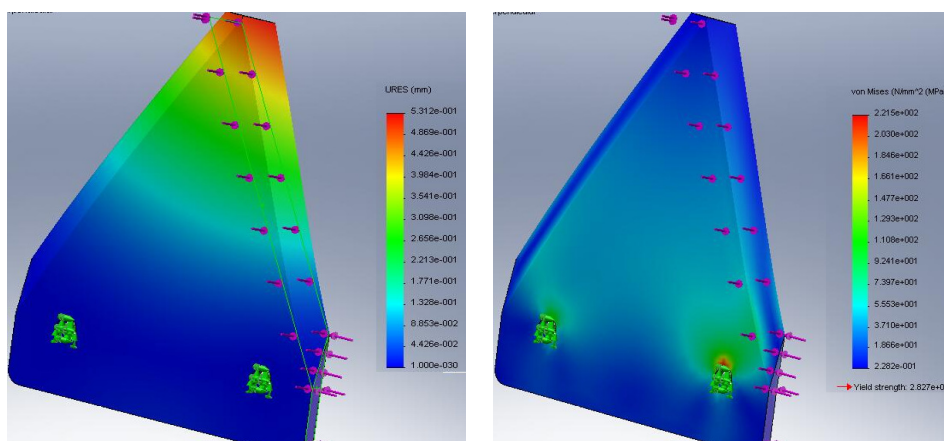 URES (mm)
5.312e-001
4.869e-001
4.426e-001
3.984e-001
3.541e-001
3.098e-001
2.656e-001
2.213e-001
1.771e-001
1.328e-001
8.853e-002
4.426e-002
1.000e-030
von Mises (N/mm^2 (MPa
2.215e+002
2.030e+002
1.846e+002
1.661e+002
1.477e+002
1.292e+002
1.108e+002
9.241e+001
7.397e+001
5.553e+001
3.710e+001
1.866e+001
2.282e-001
Yield strength: 2.827e+0